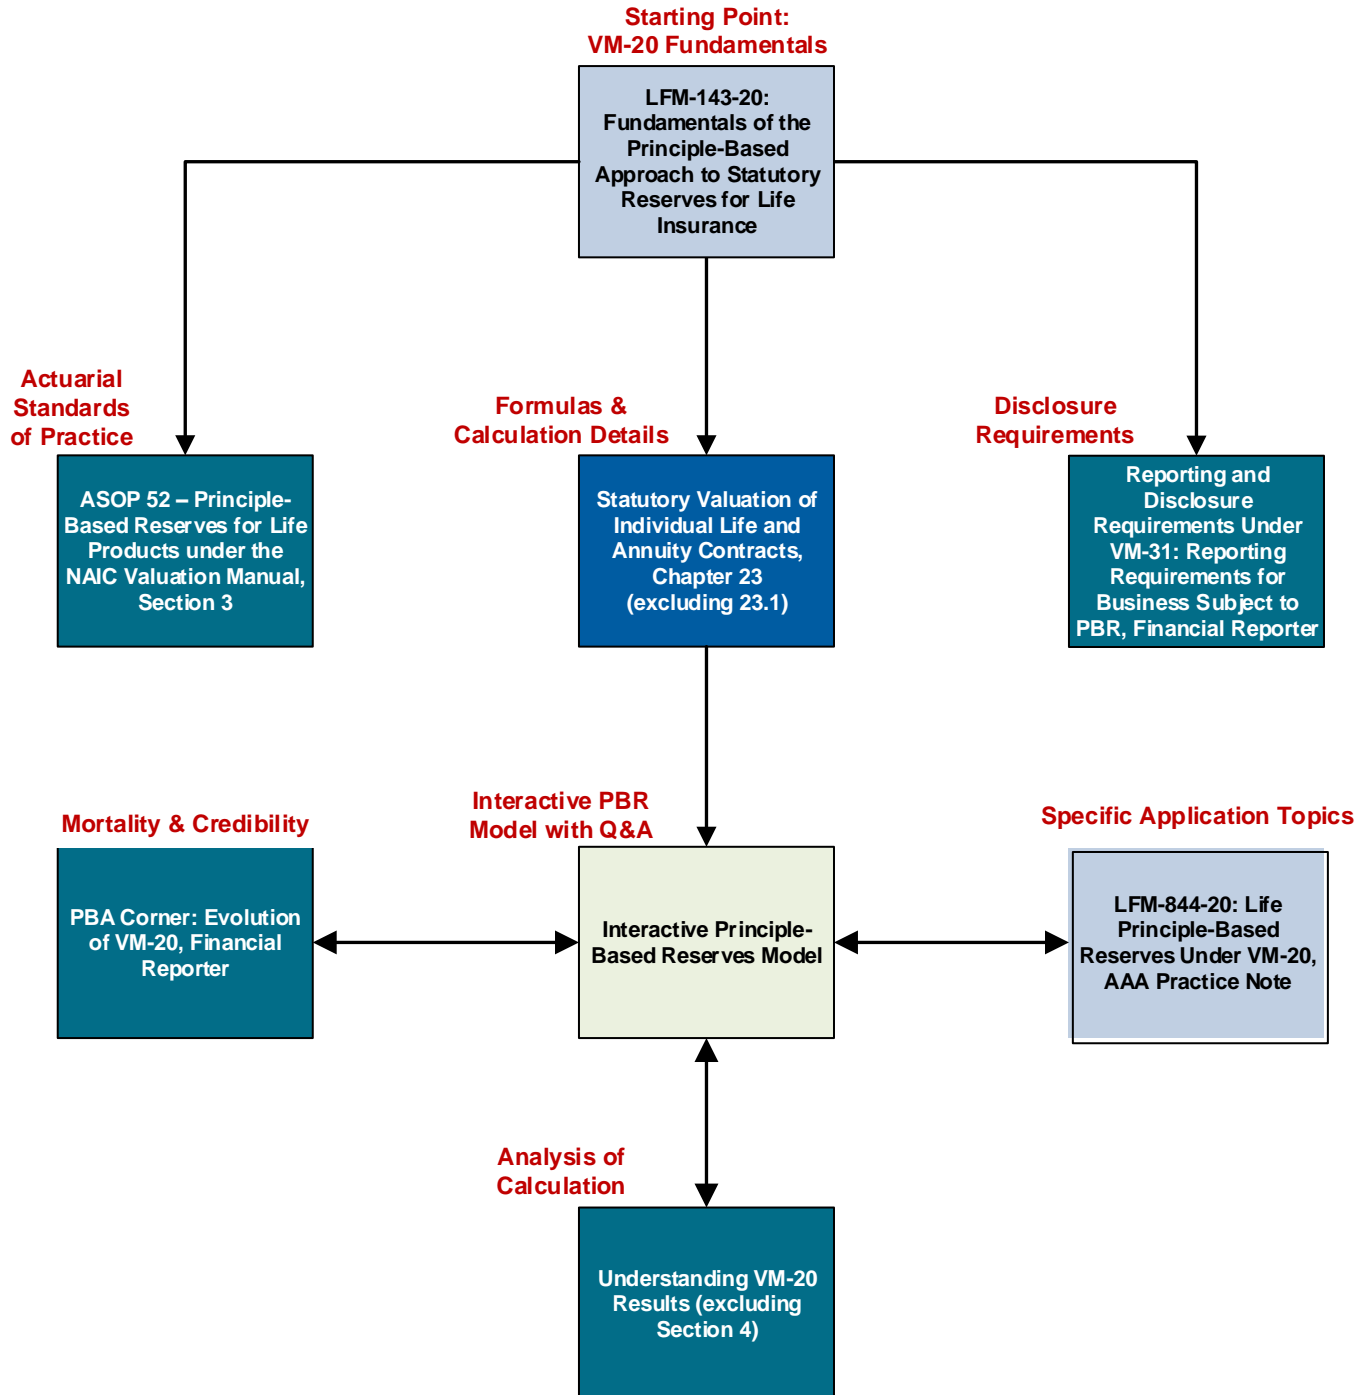 Starting Point:
VM-20 Fundamentals
LFM-143-20:
Fundamentals of the
Principle-Based
Approach to Statutory
Reserves for Life
Insurance
Actuarial
Standards
of Practice
ASOP 52 – Principle-
Based Reserves for Life
Products under the
NAIC Valuation Manual,
Section 3
Formulas &
Calculation Details
Statutory Valuation of
Individual Life and
Annuity Contracts,
Chapter 23
(excluding 23.1)
Disclosure
Requirements
Reporting and
Disclosure
Requirements Under
VM-31: Reporting
Requirements for
Business Subject to
PBR, Financial Reporter
Mortality & Credibility
PBA Corner: Evolution
of VM-20, Financial
Reporter
Interactive PBR
Model with Q&A
Interactive Principle-
Based Reserves Model
Specific Application Topics
LFM-844-20: Life
Principle-Based
Reserves Under VM-20,
AAA Practice Note
Analysis of
Calculation
Understanding VM-20
Results (excluding
Section 4)